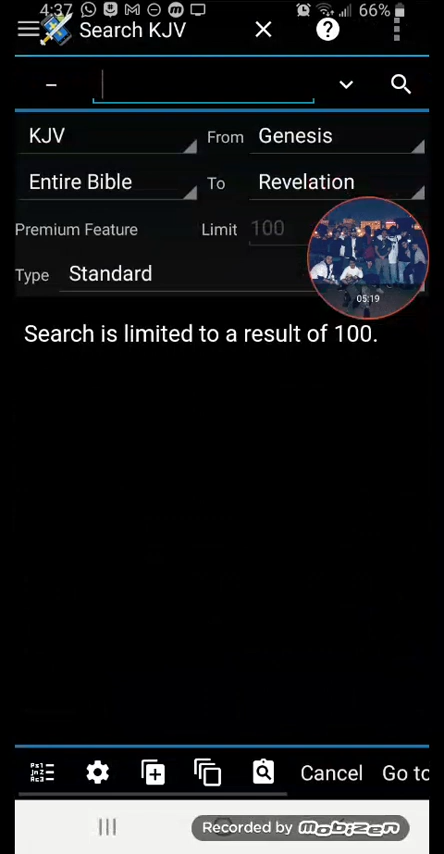 4:37 66%
Search KJV
KJV From Genesis
Entire Bible To Revelation
Premium Feature Limit 100
05:19
Type Standard
Search is limited to a result of 100.
Cancel Go to
Recorded by Mobizen